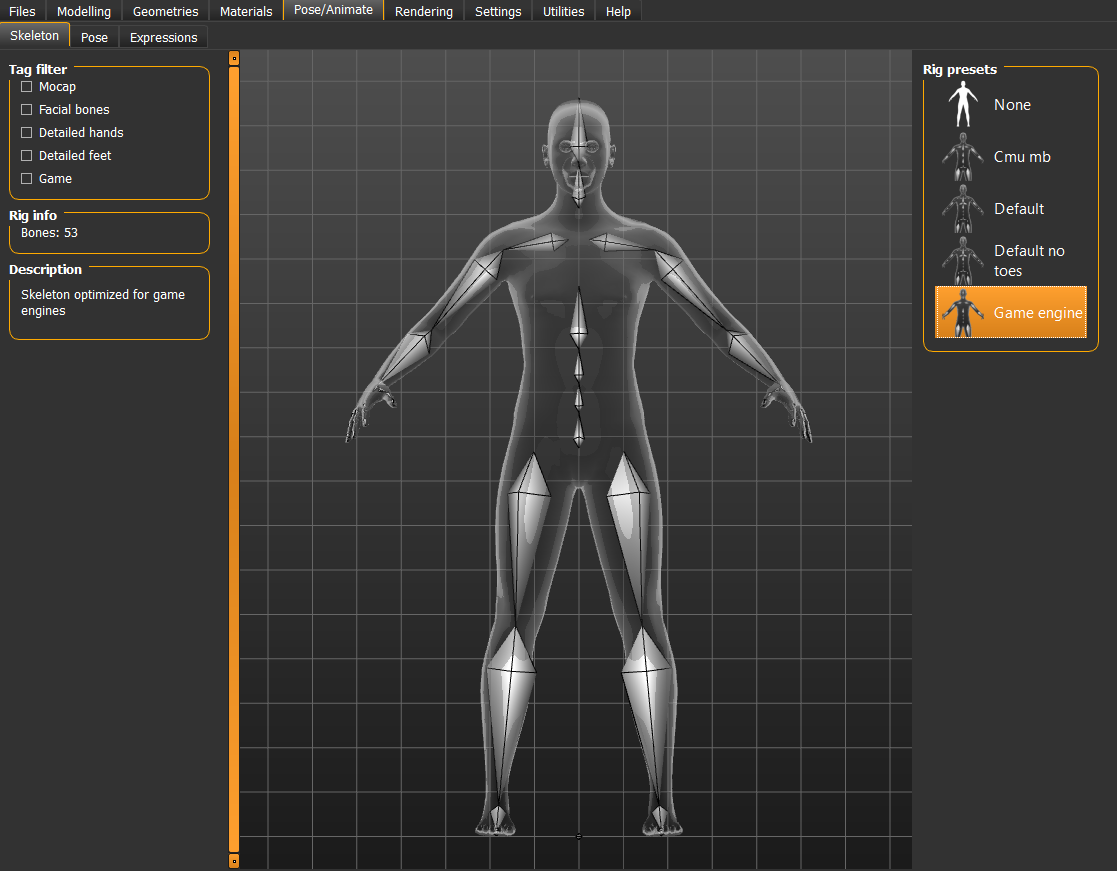 Files Modelling Geometries Materials Pose/Animate Rendering Settings Utilities Help
Skeleton Pose Expressions
Tag filter
Mocap
Facial bones
Detailed hands
Detailed feet
Game
Rig info
Bones: 53
Description
Skeleton optimized for game
engines
Rig presets
None
Cmu mb
Default
Default no
toes
Game engine